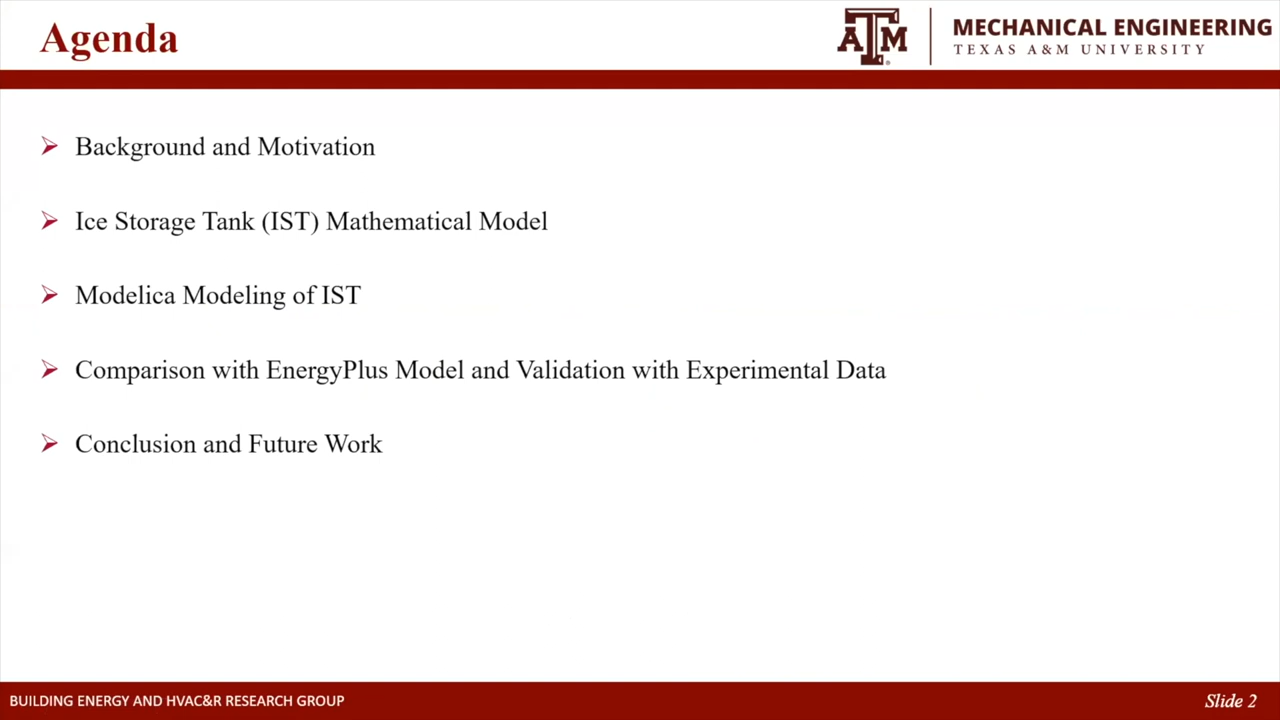 Agenda
ATM
MECHANICAL ENGINEERING
TEXAS A&M UNIVERSITY
Background and Motivation
Ice Storage Tank (IST) Mathematical Model
Modelica Modeling of IST
Comparison with EnergyPlus Model and Validation with Experimental Data
Conclusion and Future Work
BUILDING ENERGY AND HVAC&R RESEARCH GROUP
Slide 2